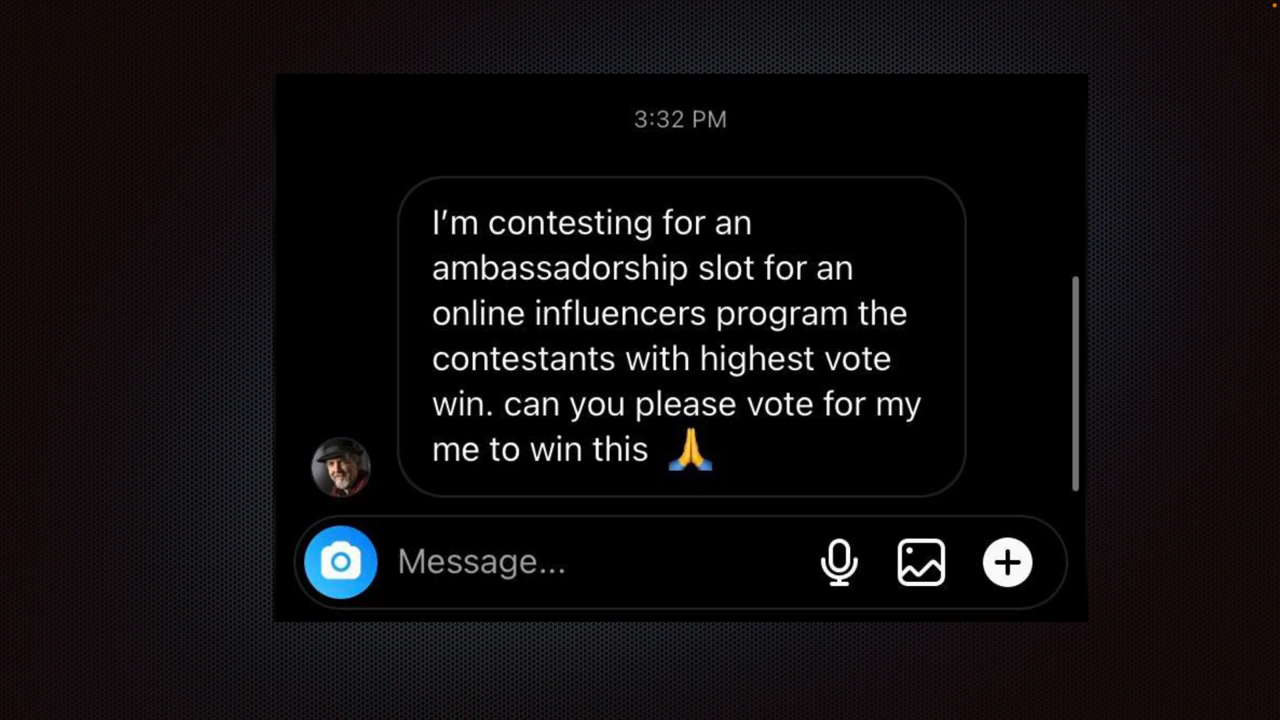 3:32 PM
I’m contesting for an
ambassadorship slot for an
online influencers program the
contestants with highest vote
win. can you please vote for my
me to win this 🙏
Message...